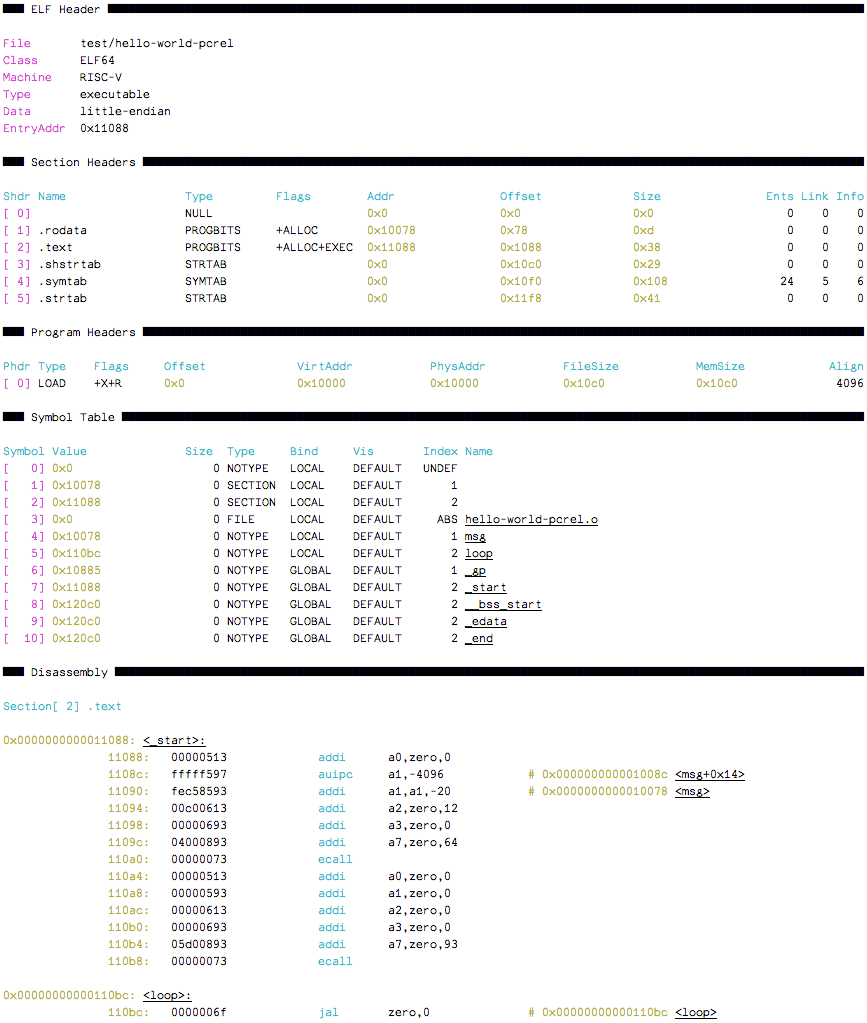 ELF Header
File test/hello-world-pcrel
Class ELF64
Machine RISC-V
Type executable
Data little-endian
EntryAddr 0x11088
Section Headers
Shdr Name Type Flags Addr Offset Size Ents Link Info
[ 0] NULL 0x0 0x0 0x0 0 0 0
[ 1] .rodata PROGBITS +ALLOC 0x10078 0x78 0xd 0 0 0
[ 2] .text PROGBITS +ALLOC+EXEC 0x11088 0x1088 0x38 0 0 0
[ 3] .shstrtab STRTAB 0x0 0x10c0 0x29 0 0 0
[ 4] .symtab SYMTAB 0x0 0x10f0 0x108 24 5 6
[ 5] .strtab STRTAB 0x0 0x11f8 0x41 0 0 0
Program Headers
Phdr Type Flags Offset VirtAddr PhysAddr FileSize MemSize Align
[ 0] LOAD +X+R 0x0 0x10000 0x10000 0x10c0 0x10c0 4096
Symbol Table
Symbol Value Size Type Bind Vis Index Name
[ 0] 0x0 0 NOTYPE LOCAL DEFAULT UNDEF
[ 1] 0x10078 0 SECTION LOCAL DEFAULT 1
[ 2] 0x11088 0 SECTION LOCAL DEFAULT 2
[ 3] 0x0 0 FILE LOCAL DEFAULT ABS hello-world-pcrel.o
[ 4] 0x10078 0 NOTYPE LOCAL DEFAULT 1 msg
[ 5] 0x110bc 0 NOTYPE LOCAL DEFAULT 2 loop
[ 6] 0x10885 0 NOTYPE GLOBAL DEFAULT 1 _gp
[ 7] 0x11088 0 NOTYPE GLOBAL DEFAULT 2 _start
[ 8] 0x120c0 0 NOTYPE GLOBAL DEFAULT 2 __bss_start
[ 9] 0x120c0 0 NOTYPE GLOBAL DEFAULT 2 _edata
[ 10] 0x120c0 0 NOTYPE GLOBAL DEFAULT 2 _end
Disassembly
Section[ 2] .text
0x0000000000011088: <_start>:
11088: 00000513 addi a0,zero,0
1108c: fffff597 auipc a1,-4096 # 0x000000000001008c <msg+0x14>
11090: fec58593 addi a1,a1,-20 # 0x0000000000010078 <msg>
11094: 00c00613 addi a2,zero,12
11098: 00000693 addi a3,zero,0
1109c: 04000893 addi a7,zero,64
110a0: 00000073 ecall
110a4: 00000513 addi a0,zero,0
110a8: 00000593 addi a1,zero,0
110ac: 00000613 addi a2,zero,0
110b0: 00000693 addi a3,zero,0
110b4: 05d00893 addi a7,zero,93
110b8: 00000073 ecall
0x00000000000110bc: <loop>:
110bc: 0000006f jal zero,0 # 0x00000000000110bc <loop>